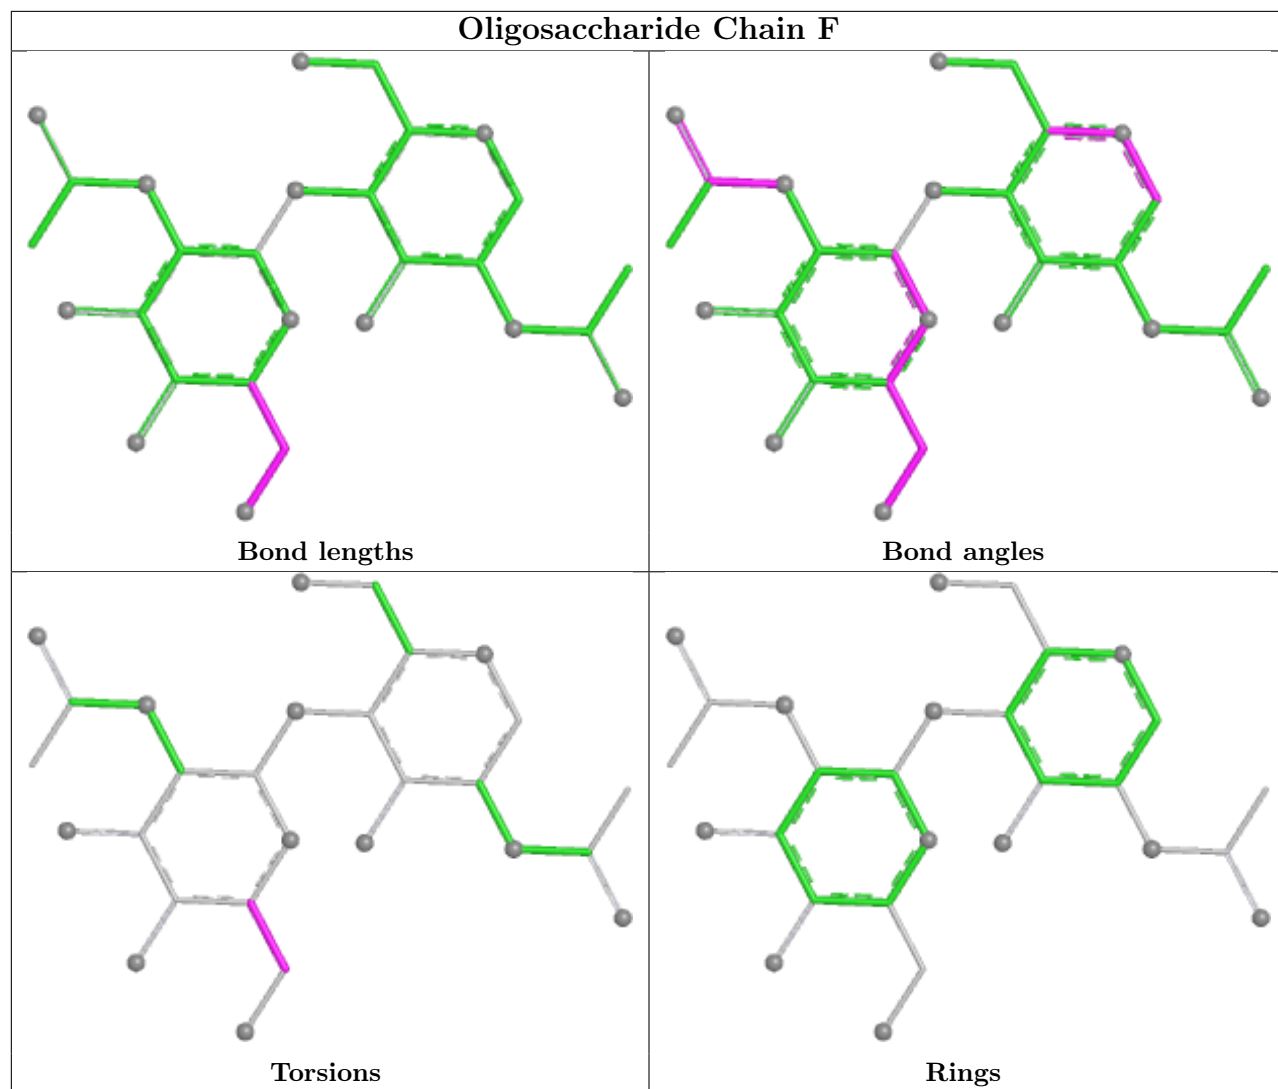 Oligosaccharide Chain F
Bond lengths
Bond angles
Torsions
Rings